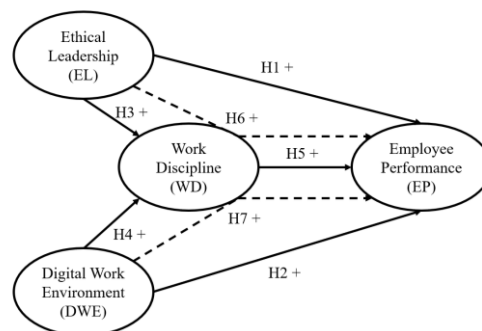 Ethical
Leadership
(EL)
H1 +
H3 +
H6 +
Work
Discipline
(WD)
H5 +
Employee
Performance
(EP)
H4 +
H7 +
Digital Work
Environment
(DWE)
H2 +